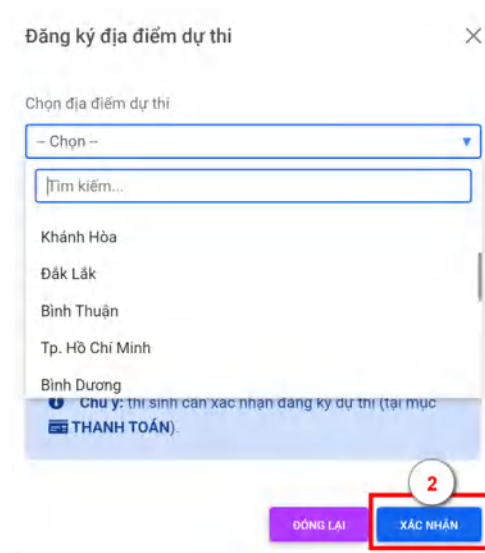 Đăng ký địa điểm dự thi
Chọn địa điểm dự thi
-- Chọn --
Tìm kiếm...
Khánh Hòa
Đắk Lắk
Bình Thuận
Tp. Hồ Chí Minh
Bình Dương
Chú ý: thí sinh cần xác nhận đăng ký dự thi (tại mục
THANH TOÁN).
2
ĐÓNG LẠI XÁC NHẬN